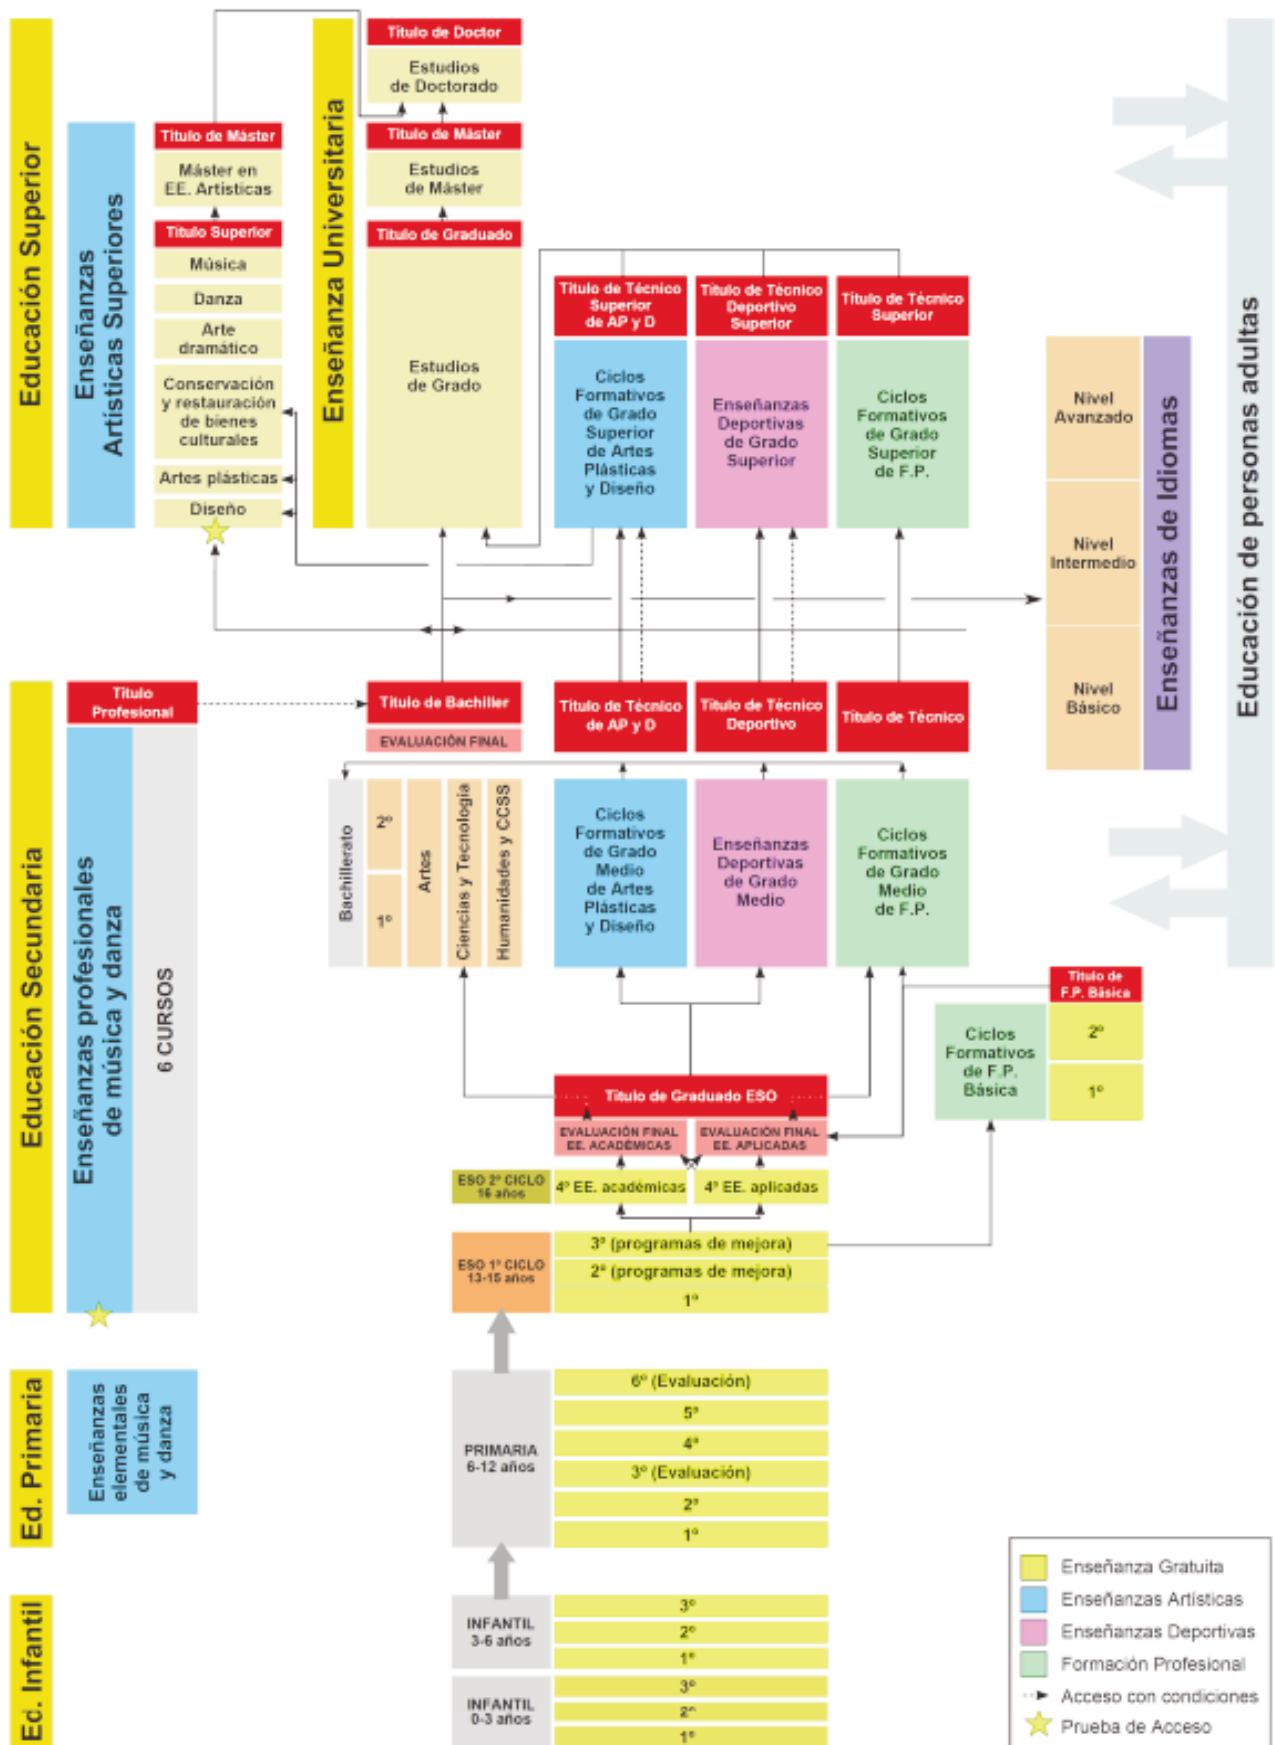 Educación Superior
Enseñanzas
Artísticas Superiores
Título de Máster
Máster en
EE. Artísticas
Título Superior
Música
Danza
Arte
dramático
Conservación
y restauración
de bienes
culturales
Artes plásticas
Diseño
Enseñanza Universitaria
Título de Doctor
Estudios
de Doctorado
Título de Máster
Estudios
de Máster
Título de Graduado
Estudios
de Grado
Título de Técnico
Superior
de AP y D
Ciclos
Formativos
de Grado
Superior
de Artes
Plásticas
y Diseño
Título de Técnico
Deportivo
Superior
Enseñanzas
Deportivas
de Grado
Superior
Título de Técnico
Superior
Ciclos
Formativos
de Grado
Superior
de F.P.
Nivel
Avanzado
Nivel
Intermedio
Nivel
Básico
Enseñanzas de Idiomas
Educación de personas adultas
Educación Secundaria
Título
Profesional
Enseñanzas profesionales
de música y danza
6 CURSOS
Título de Bachiller
EVALUACIÓN FINAL
Bachillerato
2º
1º
Artes
Ciencias y Tecnología
Humanidades y CCSS
Título de Técnico
de AP y D
Ciclos
Formativos
de Grado
Medio
de Artes
Plásticas
y Diseño
Título de Técnico
Deportivo
Enseñanzas
Deportivas
de Grado
Medio
Título de Técnico
Ciclos
Formativos
de Grado
Medio
de F.P.
Título de
F.P. Básica
Ciclos
Formativos
de F.P.
Básica
2º
1º
Título de Graduado ESO
EVALUACIÓN FINAL
EE. ACADÉMICAS
EVALUACIÓN FINAL
EE. APLICADAS
ESO 2º CICLO
16 años
4º EE. académicas
4º EE. aplicadas
ESO 1º CICLO
13-15 años
3º (programas de mejora)
2º (programas de mejora)
1º
Ed. Primaria
Enseñanzas
elementales
de música
y danza
PRIMARIA
6-12 años
6º (Evaluación)
5º
4º
3º (Evaluación)
2º
1º
Ed. Infantil
INFANTIL
3-6 años
3º
2º
1º
INFANTIL
0-3 años
3º
2º
1º
Enseñanza Gratuita
Enseñanzas Artísticas
Enseñanzas Deportivas
Formación Profesional
Acceso con condiciones
Prueba de Acceso